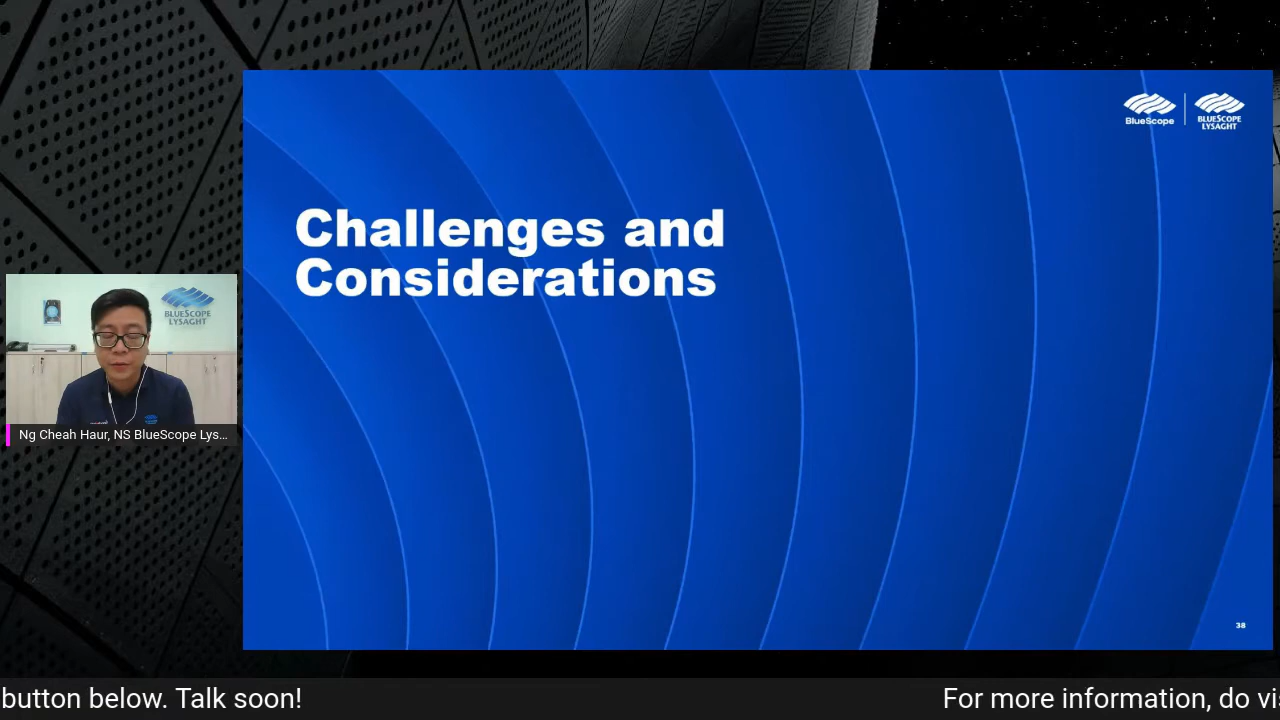 BlueScope
BLUESCOPE
LYSAGHT
Challenges and
Considerations
BLUESCOPE
LYSAGHT
Ng Cheah Haur, NS BlueScope Lys...
38
button below. Talk soon!
For more information, do vi